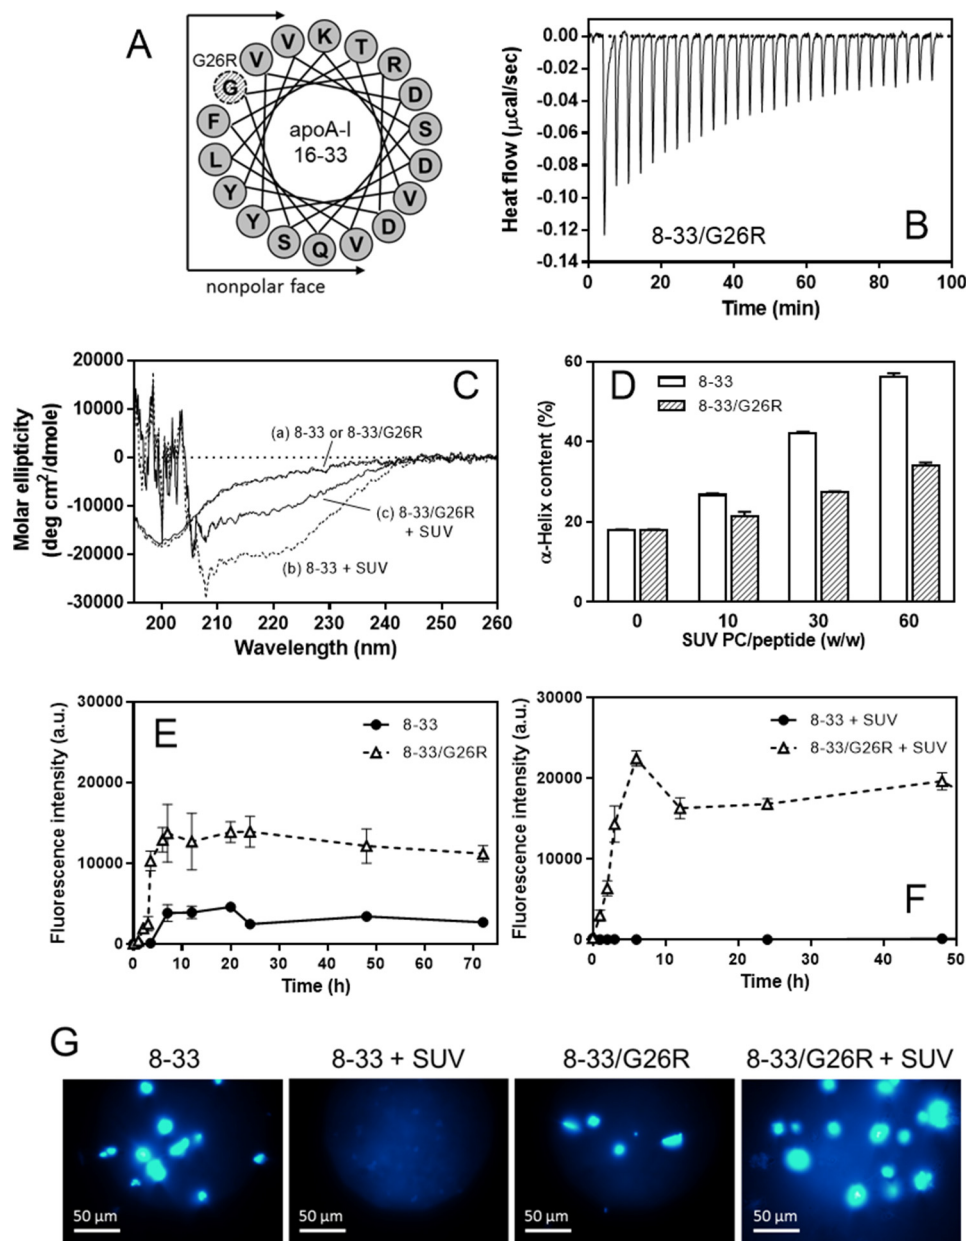 A
G26R
V V K T R D S D V D V Q S Y Y L F G
apoA-I
16-33
nonpolar face
B
Heat flow (μcal/sec)
0.00
-0.02
-0.04
-0.06
-0.08
-0.10
-0.12
-0.14
8-33/G26R
0 20 40 60 80 100
Time (min)
C
Molar ellipticity
(deg cm2/dmole)
20000
10000
0
-10000
-20000
-30000
(a) 8-33 or 8-33/G26R
(c) 8-33/G26R
+ SUV
(b) 8-33 + SUV
200 210 220 230 240 250 260
Wavelength (nm)
D
α-Helix content (%)
60
40
20
0
8-33
8-33/G26R
0 10 30 60
SUV PC/peptide (w/w)
E
Fluorescence intensity (a.u.)
30000
20000
10000
0
8-33
8-33/G26R
0 10 20 30 40 50 60 70
Time (h)
F
Fluorescence intensity (a.u.)
30000
20000
10000
0
8-33 + SUV
8-33/G26R + SUV
0 10 20 30 40 50
Time (h)
G
8-33 8-33 + SUV 8-33/G26R 8-33/G26R + SUV
50 μm 50 μm 50 μm 50 μm